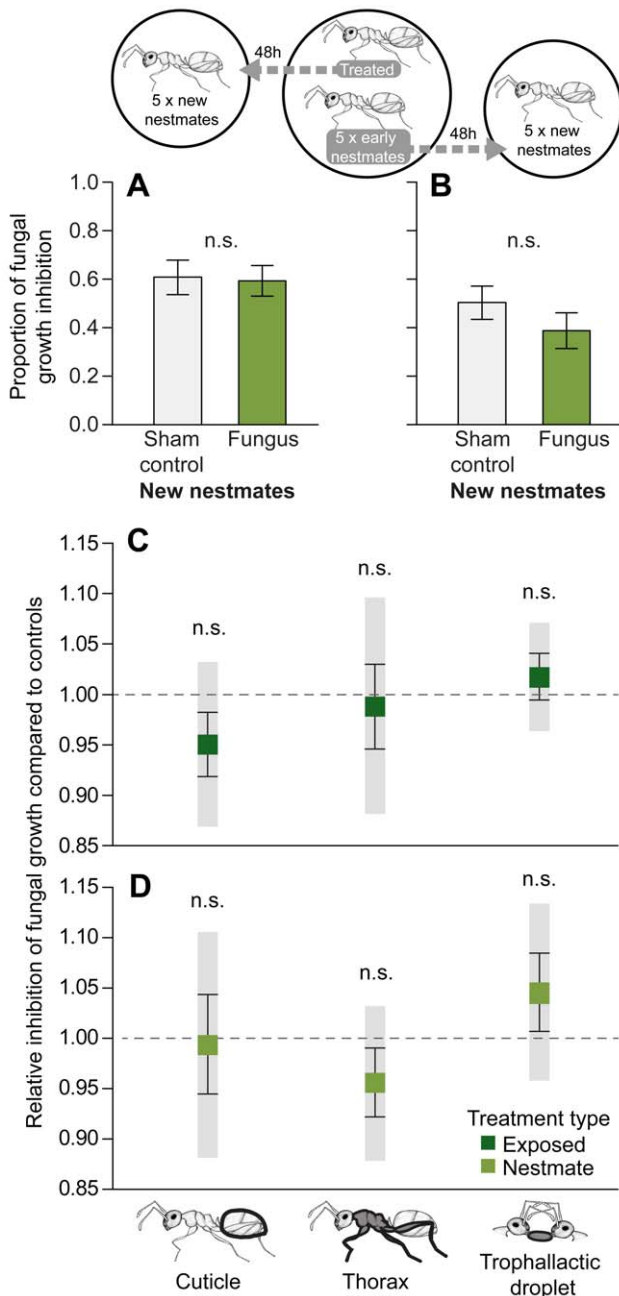 48h
Treated
5 x new
nestmates
5 x early
nestmates
48h
5 x new
nestmates
A
B
Proportion of fungal
growth inhibition
1.0
0.8
0.6
0.4
0.2
0.0
n.s.
n.s.
Sham
control
Fungus
New nestmates
Sham
control
Fungus
New nestmates
Relative inhibition of fungal growth compared to controls
C
1.15
1.10
1.05
1.00
0.95
0.90
0.85
n.s.
n.s.
n.s.
D
1.15
1.10
1.05
1.00
0.95
0.90
0.85
n.s.
n.s.
n.s.
Treatment type
Exposed
Nestmate
Cuticle
Thorax
Trophallactic
droplet